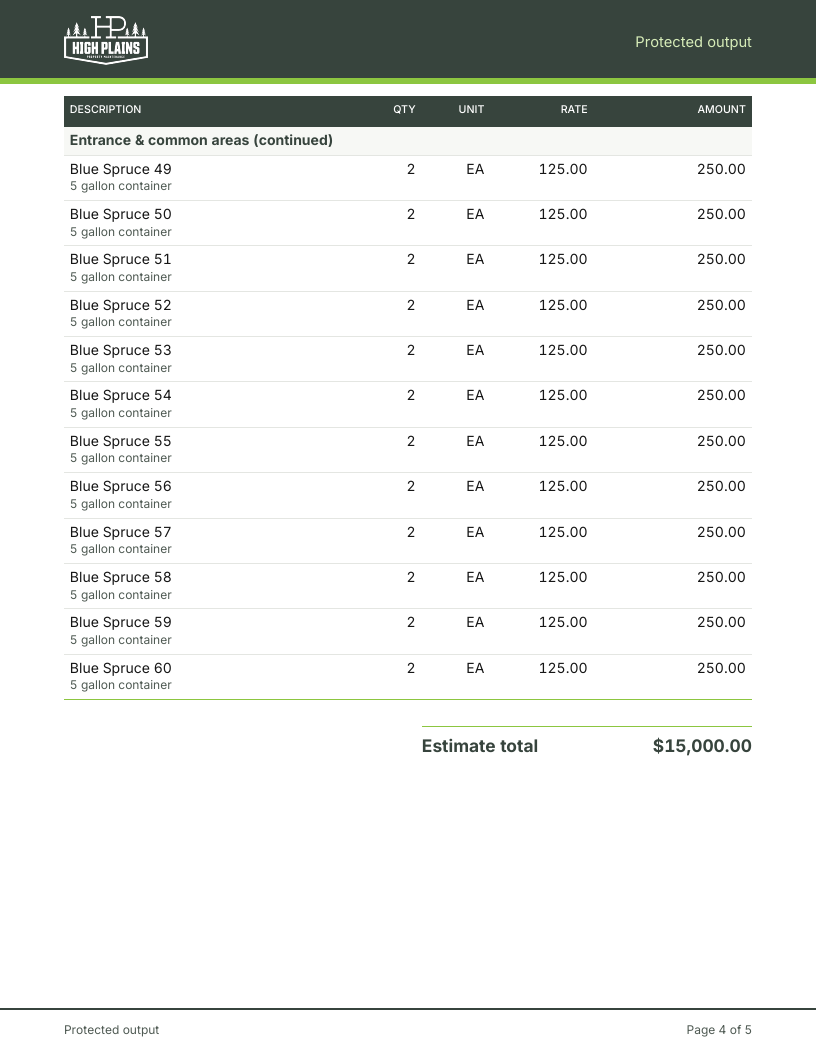 HP
HIGH PLAINS
PROPERTY MAINTENANCE
Protected output
DESCRIPTION QTY UNIT RATE AMOUNT
Entrance & common areas (continued)
Blue Spruce 49 2 EA 125.00 250.00
5 gallon container
Blue Spruce 50 2 EA 125.00 250.00
5 gallon container
Blue Spruce 51 2 EA 125.00 250.00
5 gallon container
Blue Spruce 52 2 EA 125.00 250.00
5 gallon container
Blue Spruce 53 2 EA 125.00 250.00
5 gallon container
Blue Spruce 54 2 EA 125.00 250.00
5 gallon container
Blue Spruce 55 2 EA 125.00 250.00
5 gallon container
Blue Spruce 56 2 EA 125.00 250.00
5 gallon container
Blue Spruce 57 2 EA 125.00 250.00
5 gallon container
Blue Spruce 58 2 EA 125.00 250.00
5 gallon container
Blue Spruce 59 2 EA 125.00 250.00
5 gallon container
Blue Spruce 60 2 EA 125.00 250.00
5 gallon container
Estimate total $15,000.00
Protected output Page 4 of 5